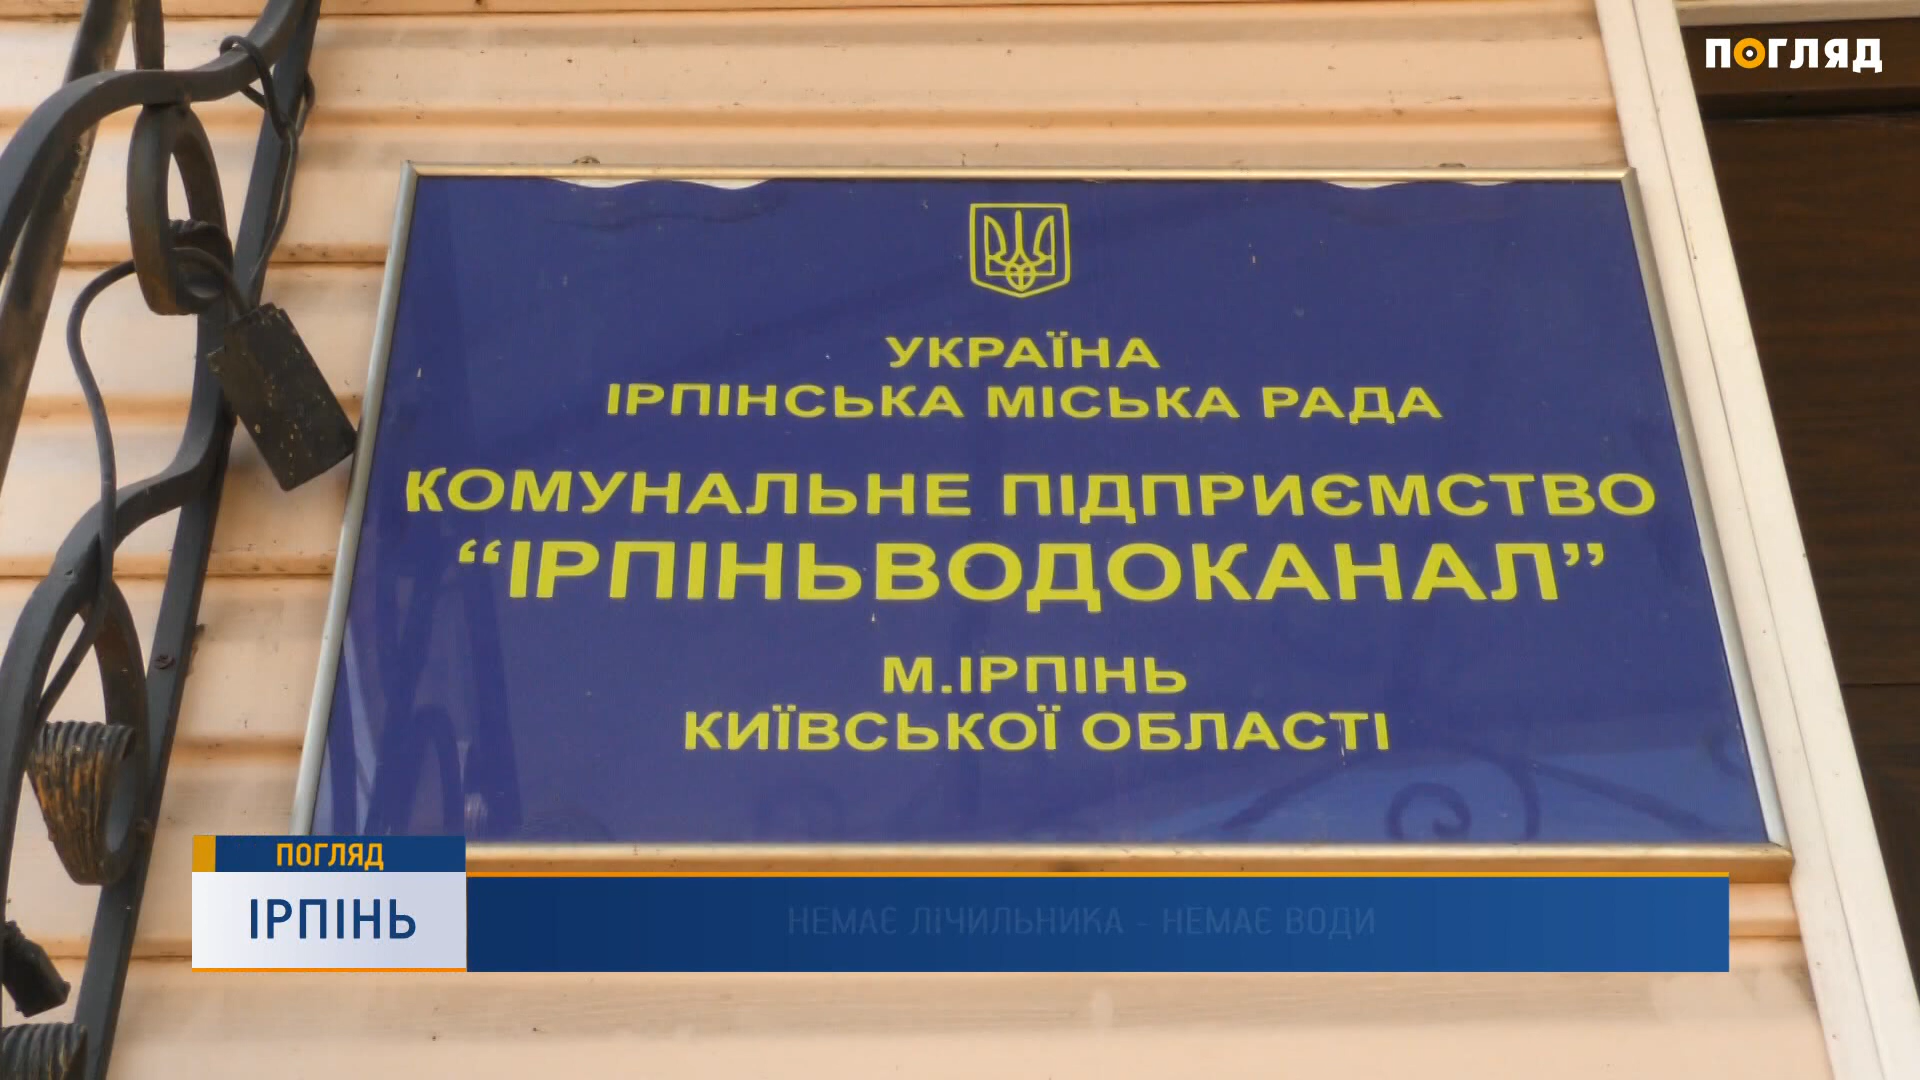 ПОГЛЯД
УКРАЇНА
ІРПІНСЬКА МІСЬКА РАДА
КОМУНАЛЬНЕ ПІДПРИЄМСТВО
“ІРПІНЬВОДОКАНАЛ”
М.ІРПІНЬ
КИЇВСЬКОЇ ОБЛАСТІ
ПОГЛЯД
ІРПІНЬ
НЕМАЄ ЛІЧИЛЬНИКА - НЕМАЄ ВОДИ